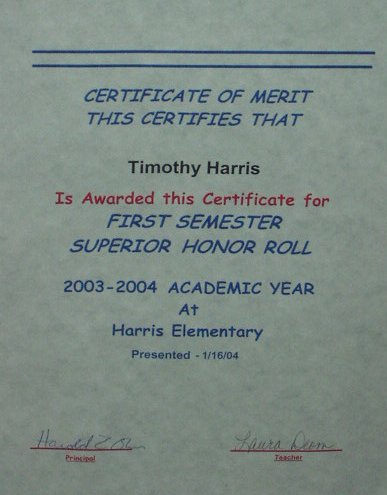 CERTIFICATE OF MERIT
THIS CERTIFIES THAT
Timothy Harris
Is Awarded this Certificate for
FIRST SEMESTER
SUPERIOR HONOR ROLL
2003-2004 ACADEMIC YEAR
At
Harris Elementary
Presented - 1/16/04
Laura
Principal
Teacher